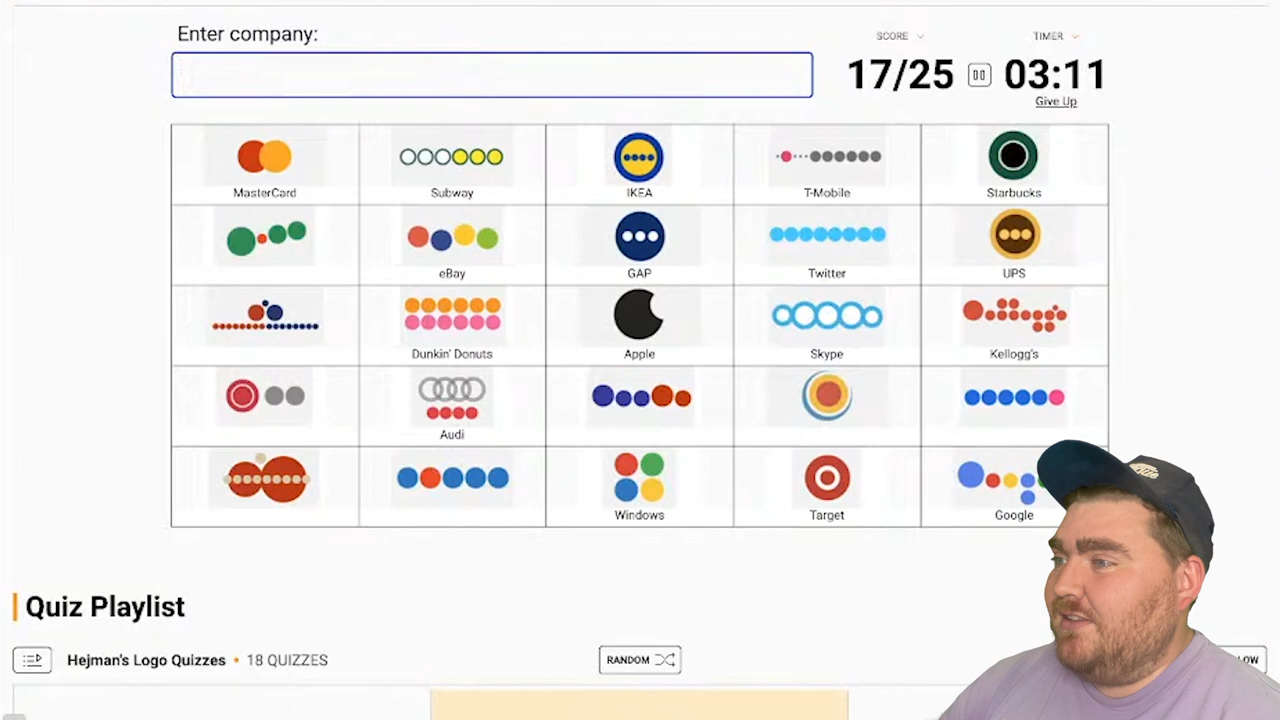 Enter company:
SCORE
TIMER
17/25
03:11
Give Up
MasterCard
Subway
IKEA
T-Mobile
Starbucks
eBay
GAP
Twitter
UPS
Dunkin' Donuts
Apple
Skype
Kellogg's
Audi
Windows
Target
Google
Quiz Playlist
Hejman's Logo Quizzes • 18 QUIZZES
RANDOM